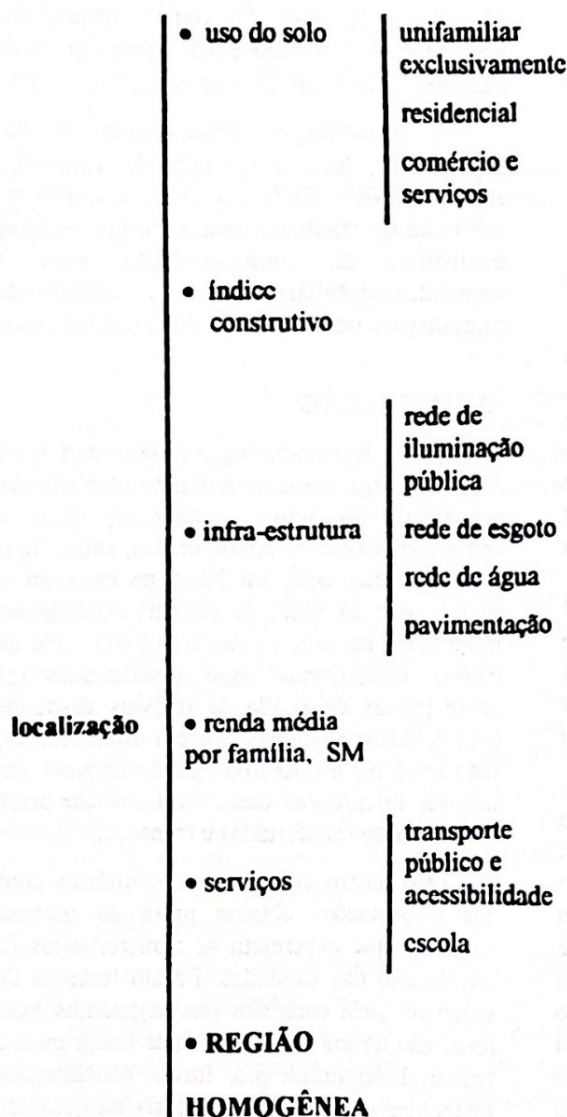 • uso do solo
unifamiliar
exclusivamente
residencial
comércio e
serviços
• índice
construtivo
• infra-estrutura
rede de
iluminação
pública
rede de esgoto
rede de água
pavimentação
localização
• renda média
por família, SM
• serviços
transporte
público e
acessibilidade
escola
• REGIÃO
HOMOGÊNEA